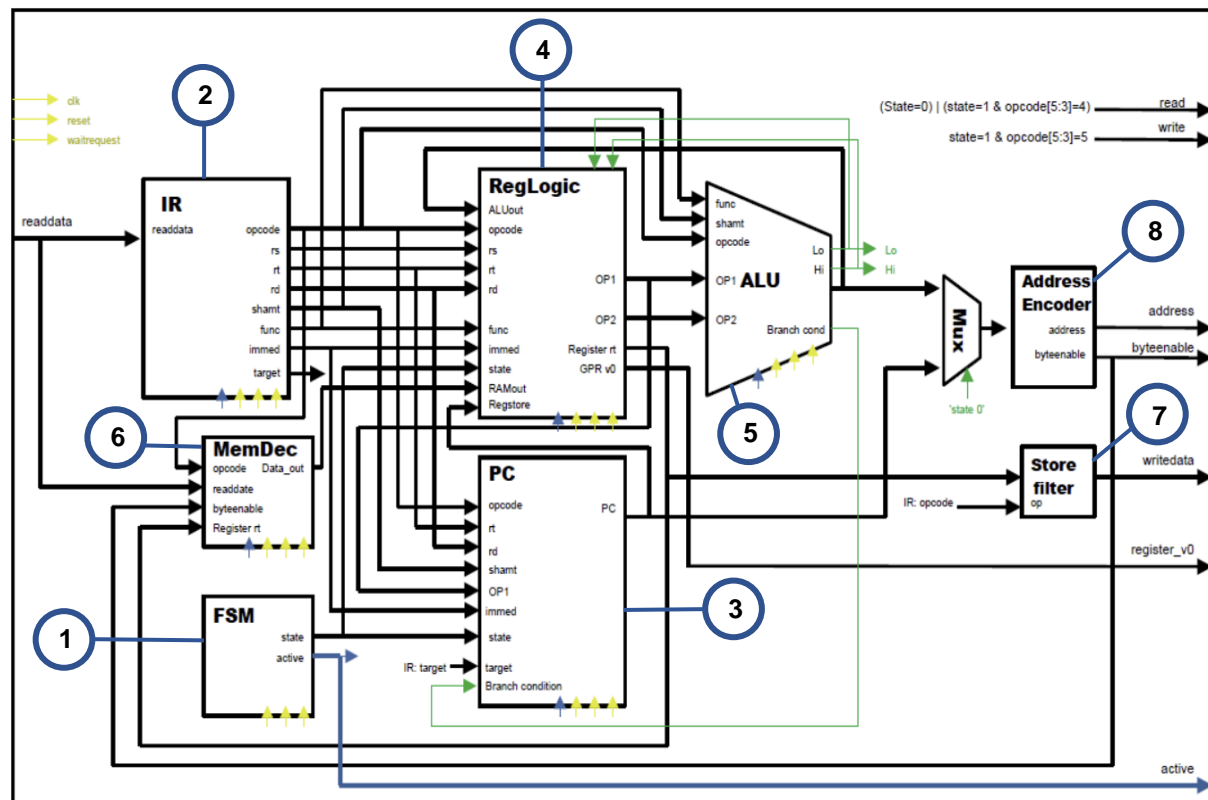 clk
reset
waitrequest
readdata
2
IR
readdata
opcode
rs
rt
rd
shamt
func
immed
target
4
RegLogic
ALUout
opcode
rs
rt
rd
func
immed
state
RAMout
Regstore
OP1
OP2
Register rt
GPR v0
func
shamt
opcode
OP1
OP2
ALU
Lo
Hi
Branch cond
Lo
Hi
5
(State=0) | (state=1 & opcode[5:3]=4)
read
state=1 & opcode[5:3]=5
write
Mux
'state 0'
8
Address
Encoder
address
byteenable
address
byteenable
7
Store
filter
op
IR: opcode
writedata
register_v0
6
MemDec
opcode
Data_out
readdate
byteenable
Register rt
PC
opcode
rt
rd
shamt
OP1
immed
state
target
Branch condition
PC
IR: target
3
1
FSM
state
active
active